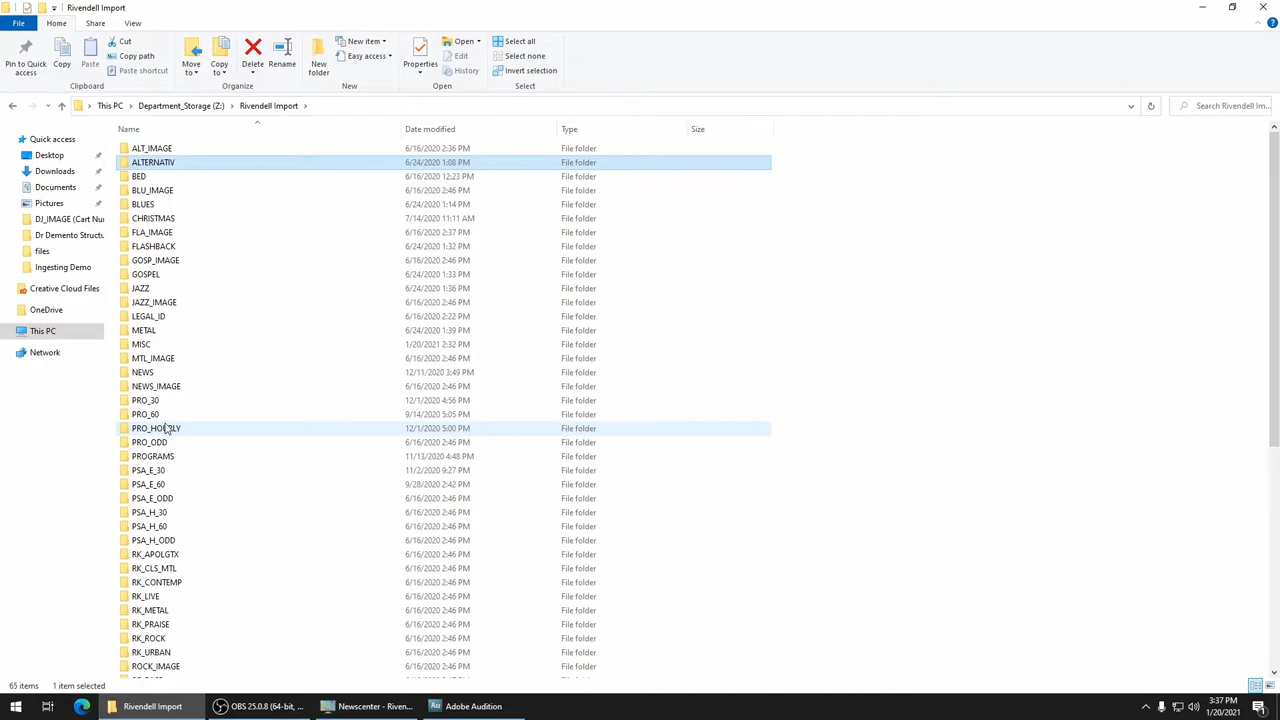 Rivendell Import
File Home Share View
Pin to Quick access
Copy
Paste
Cut
Copy path
Paste shortcut
Clipboard
Move to
Copy to
Delete
Rename
Organize
New folder
New item
Easy access
New
Properties
Open
Edit
History
Open
Select all
Select none
Invert selection
Select
This PC > Department_Storage (Z:) > Rivendell Import >
Search Rivendell Im...
Quick access
Desktop
Downloads
Documents
Pictures
DJ_IMAGE (Cart Nu
Dr Demento Structu
files
Ingesting Demo
Creative Cloud Files
OneDrive
This PC
Network
Name Date modified Type Size
ALT_IMAGE 6/16/2020 2:36 PM File folder
ALTERNATIV 6/24/2020 1:08 PM File folder
BED 6/16/2020 12:23 PM File folder
BLU_IMAGE 6/16/2020 2:46 PM File folder
BLUES 6/24/2020 1:14 PM File folder
CHRISTMAS 7/14/2020 11:11 AM File folder
FLA_IMAGE 6/16/2020 2:37 PM File folder
FLASHBACK 6/24/2020 1:32 PM File folder
GOSP_IMAGE 6/16/2020 2:46 PM File folder
GOSPEL 6/24/2020 1:33 PM File folder
JAZZ 6/24/2020 1:36 PM File folder
JAZZ_IMAGE 6/16/2020 2:46 PM File folder
LEGAL_ID 6/16/2020 2:22 PM File folder
METAL 6/24/2020 1:39 PM File folder
MISC 1/20/2021 2:32 PM File folder
MTL_IMAGE 6/16/2020 2:46 PM File folder
NEWS 12/11/2020 3:49 PM File folder
NEWS_IMAGE 6/16/2020 2:46 PM File folder
PRO_30 12/1/2020 4:56 PM File folder
PRO_60 9/14/2020 5:05 PM File folder
PRO_HOURLY 12/1/2020 5:00 PM File folder
PRO_ODD 6/16/2020 2:46 PM File folder
PROGRAMS 11/13/2020 4:48 PM File folder
PSA_E_30 11/2/2020 9:27 PM File folder
PSA_E_60 9/28/2020 2:42 PM File folder
PSA_E_ODD 6/16/2020 2:46 PM File folder
PSA_H_30 6/16/2020 2:46 PM File folder
PSA_H_60 6/16/2020 2:46 PM File folder
PSA_H_ODD 6/16/2020 2:46 PM File folder
RK_APOLGTX 6/16/2020 2:46 PM File folder
RK_CLS_MTL 6/16/2020 2:46 PM File folder
RK_CONTEMP 6/16/2020 2:46 PM File folder
RK_LIVE 6/16/2020 2:46 PM File folder
RK_METAL 6/16/2020 2:46 PM File folder
RK_PRAISE 6/16/2020 2:46 PM File folder
RK_ROCK 6/16/2020 2:46 PM File folder
RK_URBAN 6/16/2020 2:46 PM File folder
ROCK_IMAGE 6/16/2020 2:46 PM File folder
65 items 1 item selected
Rivendell Import
OBS 25.0.8 (64-bit, ...
Newscenter - Riven...
Adobe Audition
3:37 PM
1/20/2021